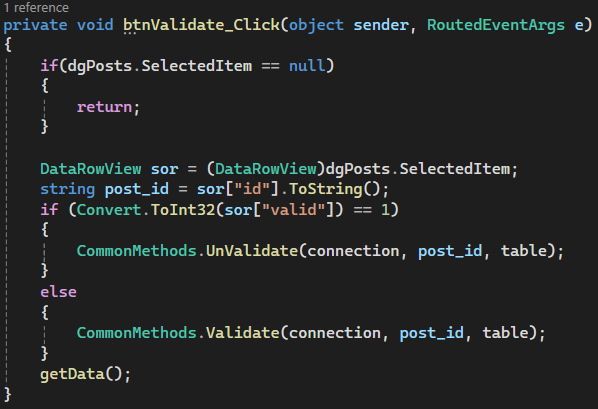 1 reference
private void btnValidate_Click(object sender, RoutedEventArgs e)
{
    if(dgPosts.SelectedItem == null)
    {
        return;
    }

    DataRowView sor = (DataRowView)dgPosts.SelectedItem;
    string post_id = sor["id"].ToString();
    if (Convert.ToInt32(sor["valid"]) == 1)
    {
        CommonMethods.UnValidate(connection, post_id, table);
    }
    else
    {
        CommonMethods.Validate(connection, post_id, table);
    }
    getData();
}